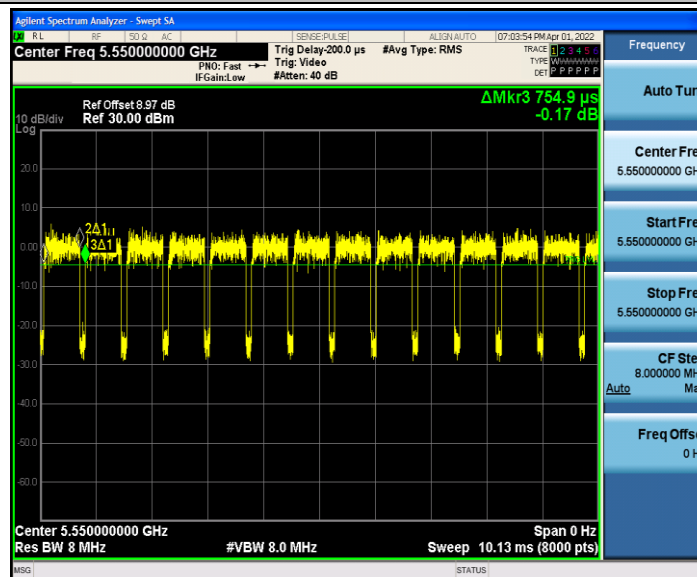 Agilent Spectrum Analyzer - Swept SA
LXI RL RF 50 Ω AC SENSE:PULSE ALIGN AUTO 07:03:54 PM Apr 01, 2022
Center Freq 5.550000000 GHz
PNO: Fast
IFGain:Low
Trig Delay-200.0 µs
Trig: Video
#Atten: 40 dB
#Avg Type: RMS
TRACE 1 2 3 4 5 6
TYPE W
DET P P P P P P
Ref Offset 8.97 dB
10 dB/div Ref 30.00 dBm
Log
ΔMkr3 754.9 µs
-0.17 dB
20.0
10.0
0.00
-10.0
-20.0
-30.0
-40.0
-50.0
-60.0
2Δ1
3Δ1
Center 5.550000000 GHz Span 0 Hz
Res BW 8 MHz #VBW 8.0 MHz Sweep 10.13 ms (8000 pts)
MSG STATUS
Frequency
Auto Tun
Center Fre
5.550000000 GH
Start Fre
5.550000000 GH
Stop Fre
5.550000000 GH
CF Ste
8.000000 MH
Auto Ma
Freq Offs
0 H